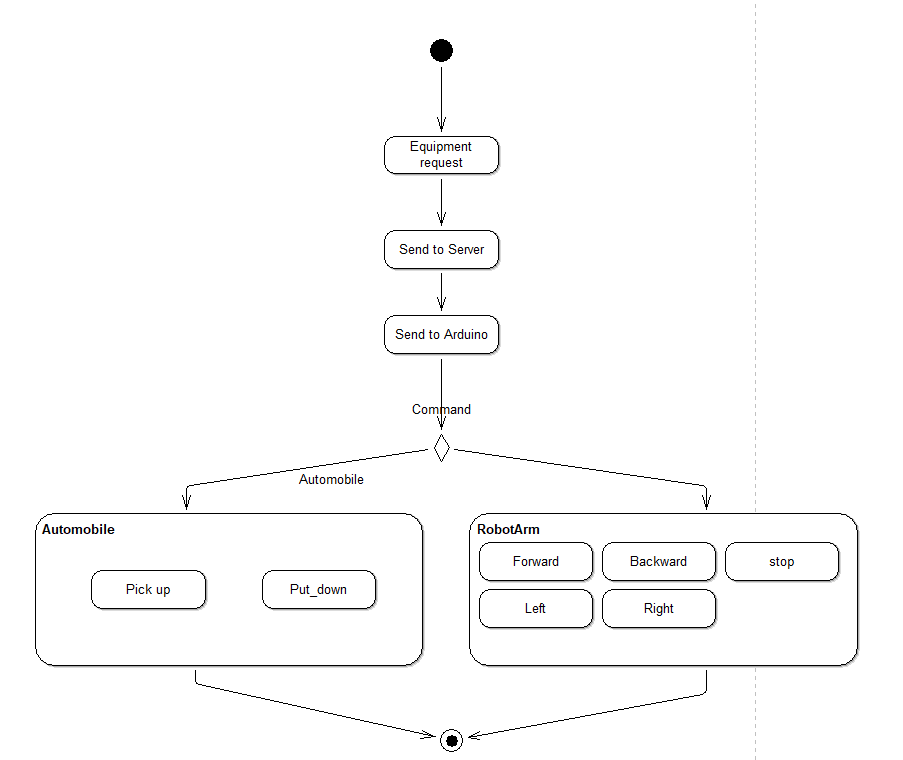 Equipment
request
Send to Server
Send to Arduino
Command
Automobile
Automobile
Pick up
Put_down
RobotArm
Forward
Backward
stop
Left
Right